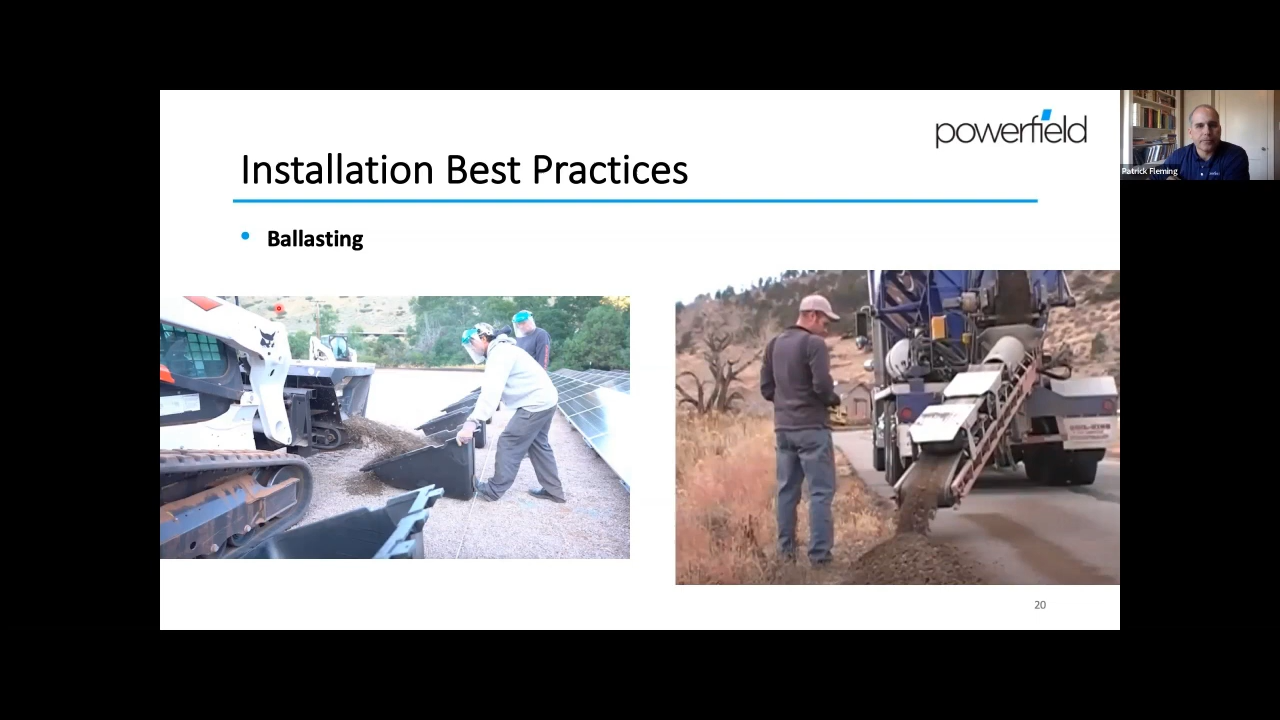 powerfield
Installation Best Practices
Patrick Fleming
• Ballasting
20